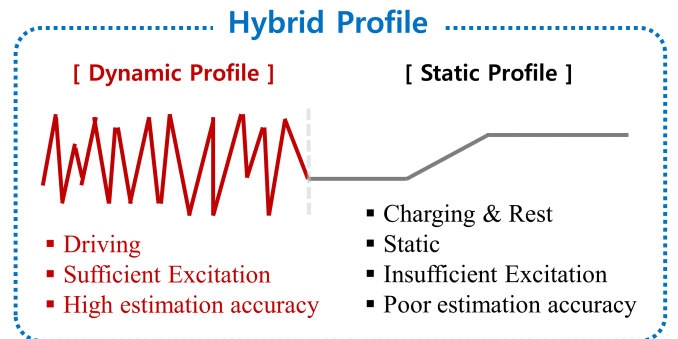 Hybrid Profile
[ Dynamic Profile ]
[ Static Profile ]
▪ Driving
▪ Sufficient Excitation
▪ High estimation accuracy
▪ Charging & Rest
▪ Static
▪ Insufficient Excitation
▪ Poor estimation accuracy